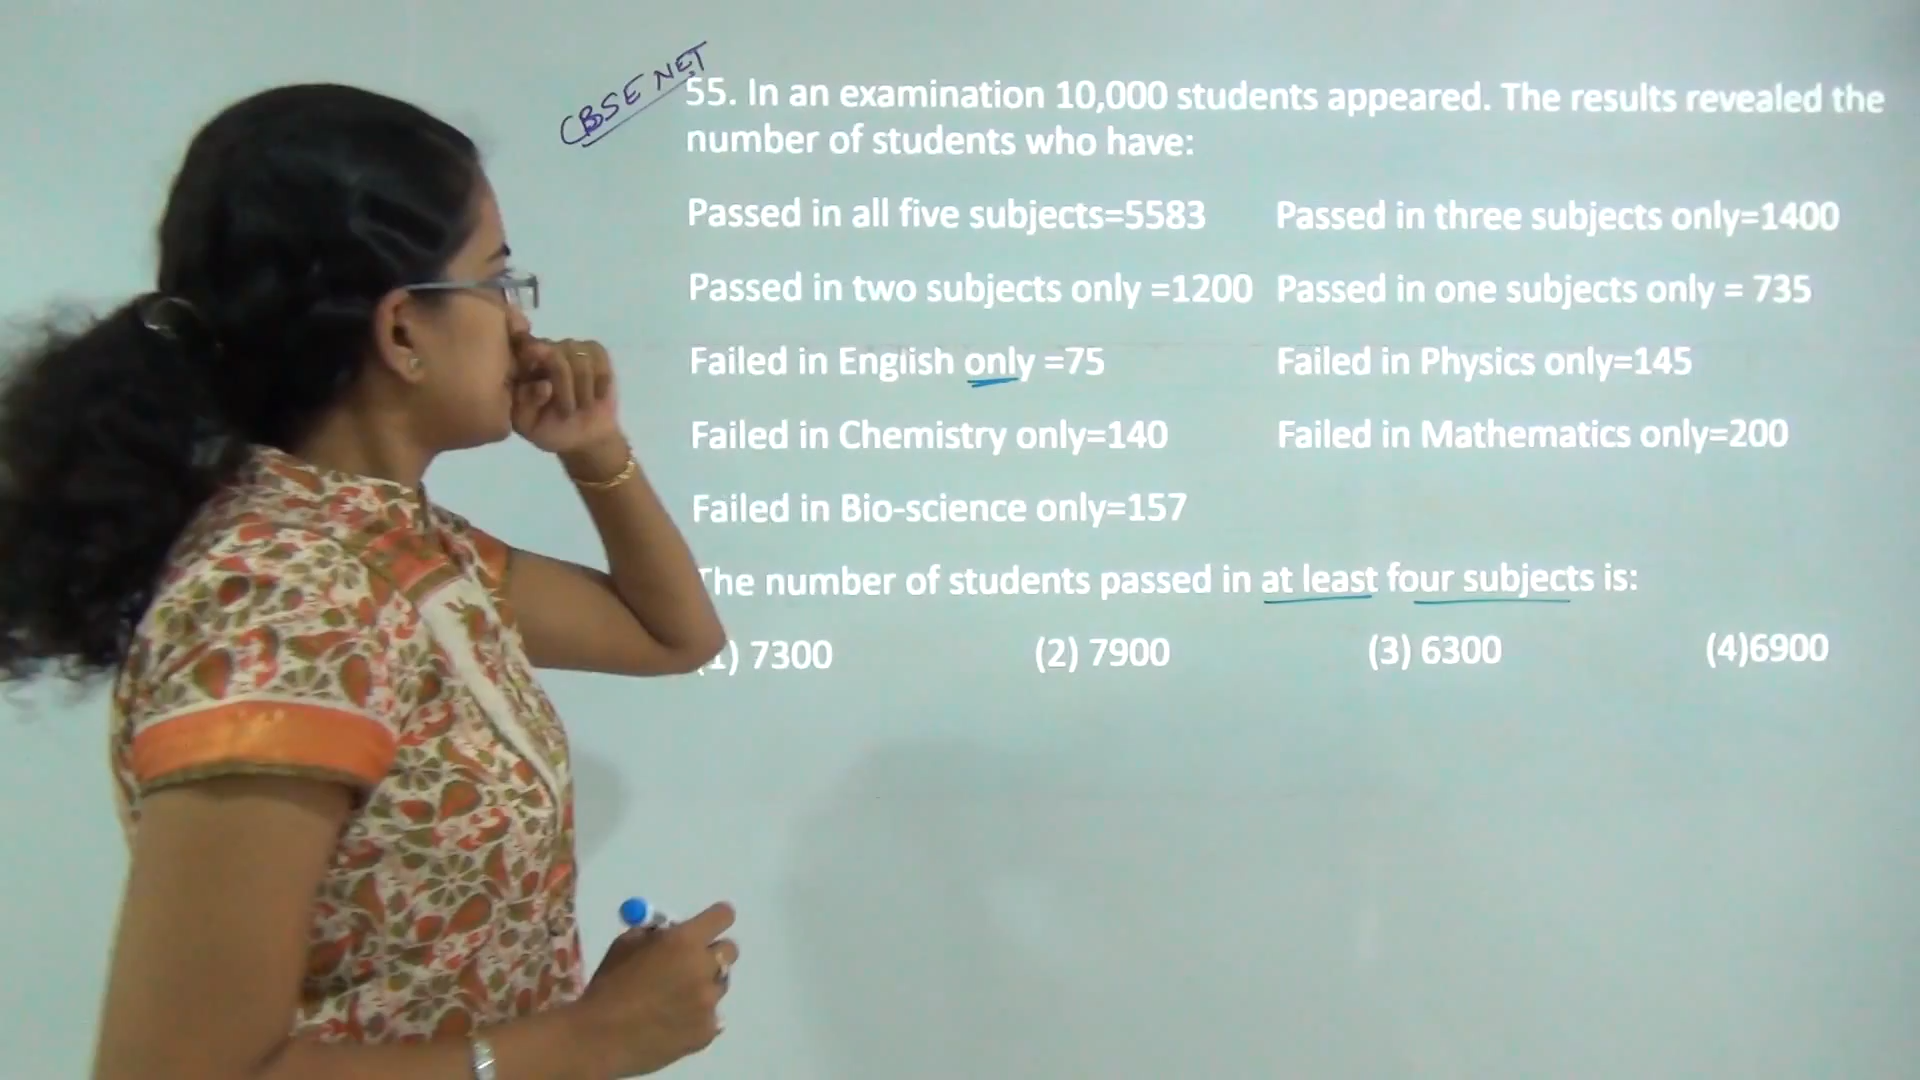 CBSE NET
55. In an examination 10,000 students appeared. The results revealed the
number of students who have:
Passed in all five subjects=5583 Passed in three subjects only=1400
Passed in two subjects only =1200 Passed in one subjects only = 735
Failed in English only =75 Failed in Physics only=145
Failed in Chemistry only=140 Failed in Mathematics only=200
Failed in Bio-science only=157
The number of students passed in at least four subjects is:
(1) 7300 (2) 7900 (3) 6300 (4)6900